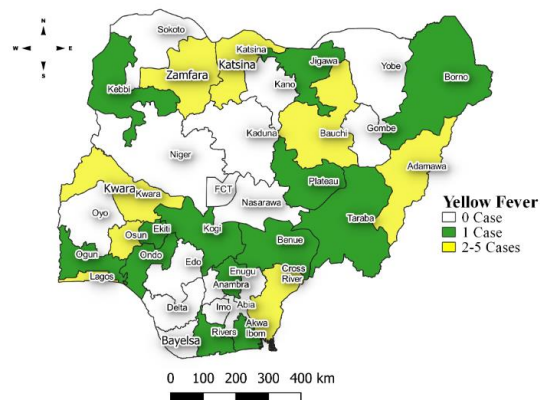 N
W E
S
Sokoto
Katsina
Katsina
Zamfara
Jigawa
Yobe
Borno
Kebbi
Kano
Kaduna
Bauchi
Gombe
Adamawa
Niger
Plateau
Kwara
Kwara
FCT
Nasarawa
Oyo
Taraba
Osun
Ekiti
Kogi
Benue
Ogun
Ondo
Edo
Enugu
Cross
River
Lagos
Anambra
Delta
Imo
Abia
Akwa
Ibom
Rivers
Bayelsa
Yellow Fever
0 Case
1 Case
2-5 Cases
0 100 200 300 400 km